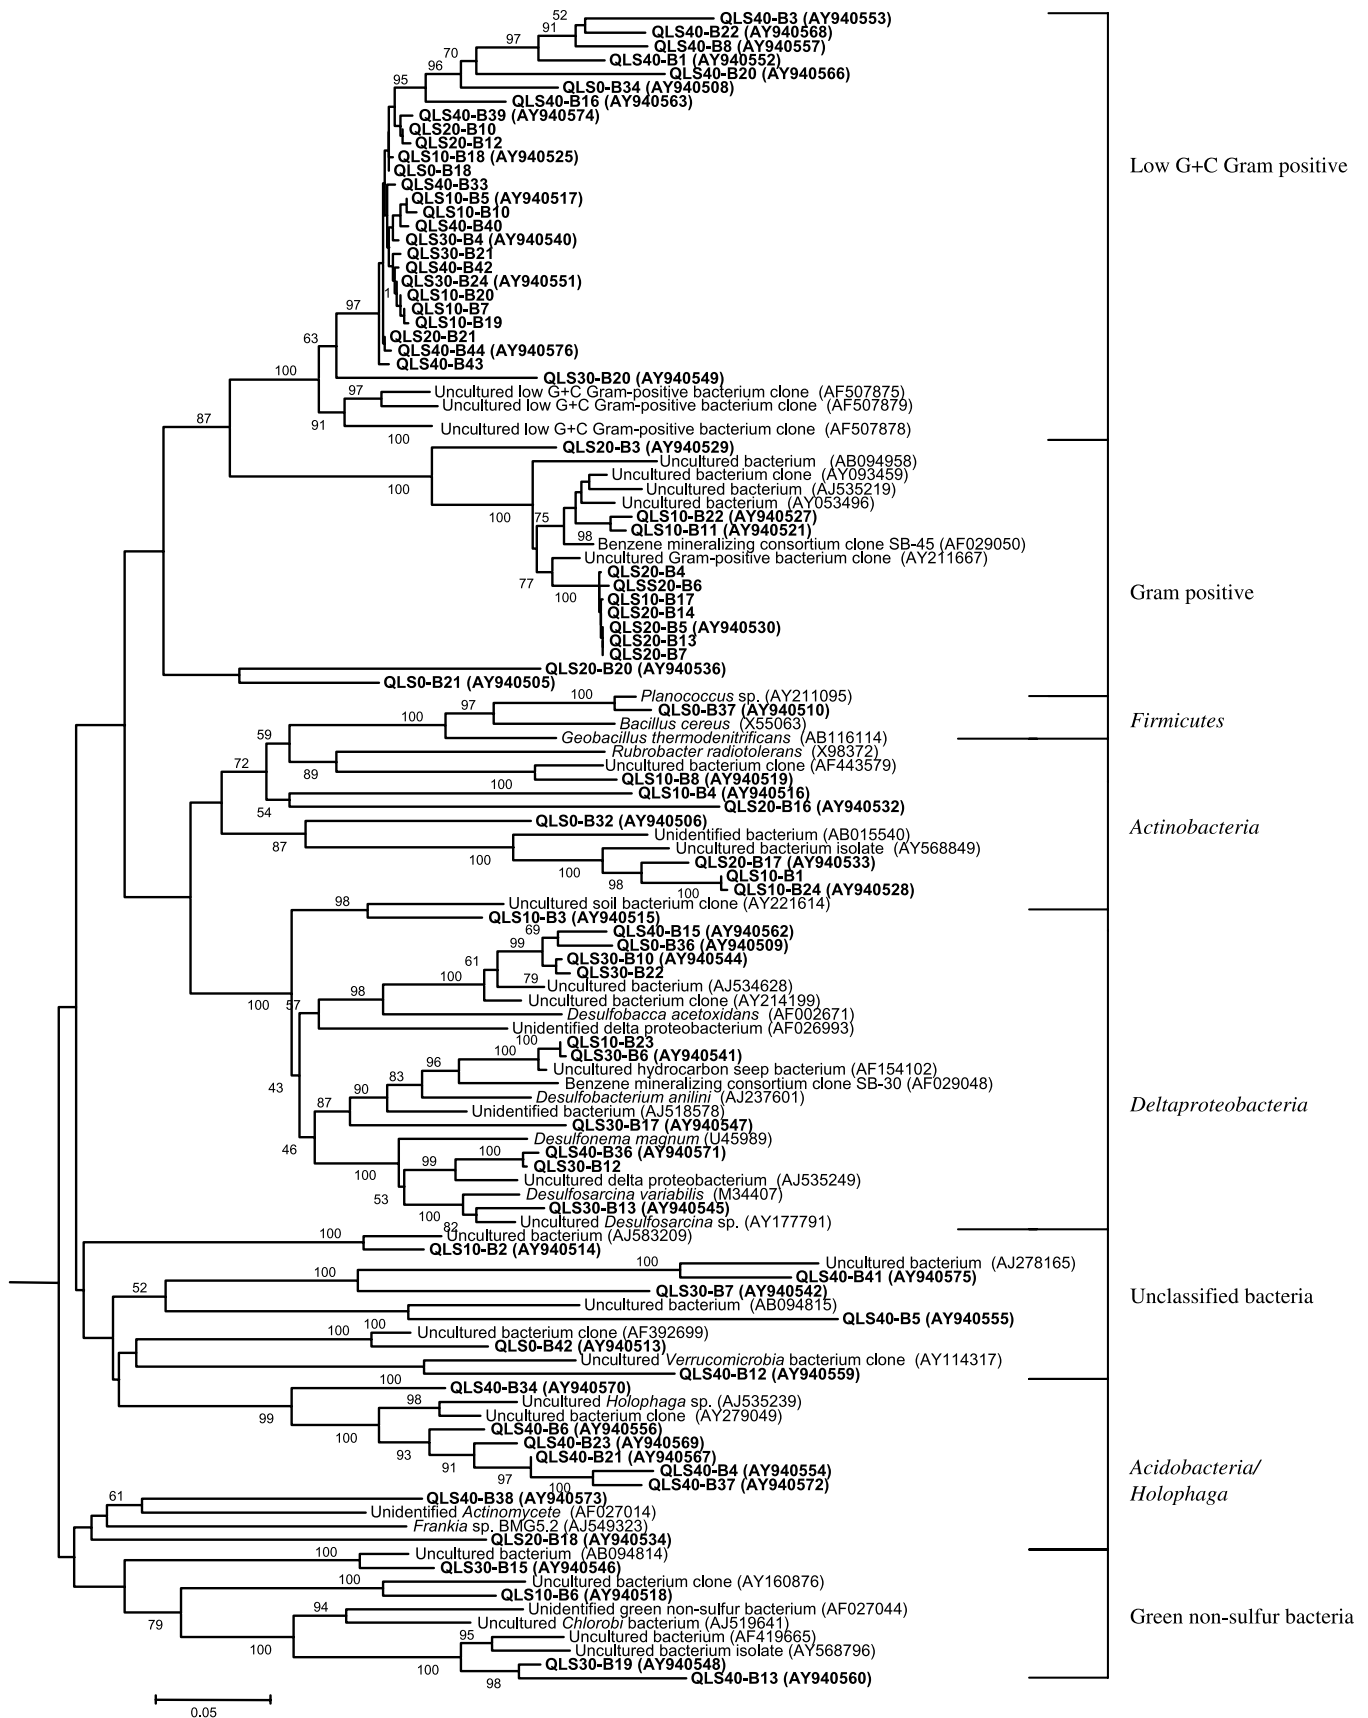 QLS40-B3 (AY940553)
QLS40-B22 (AY940568)
QLS40-B8 (AY940557)
QLS40-B1 (AY940552)
QLS40-B20 (AY940566)
QLS0-B34 (AY940508)
QLS40-B16 (AY940563)
QLS40-B39 (AY940574)
QLS20-B10
QLS20-B12
QLS10-B18 (AY940525)
QLS0-B18
QLS40-B33
QLS10-B5 (AY940517)
QLS10-B10
QLS40-B40
QLS30-B4 (AY940540)
QLS30-B21
QLS40-B42
QLS30-B24 (AY940551)
QLS10-B20
QLS10-B7
QLS10-B19
QLS20-B21
QLS40-B44 (AY940576)
QLS40-B43
QLS30-B20 (AY940549)
Uncultured low G+C Gram-positive bacterium clone (AF507875)
Uncultured low G+C Gram-positive bacterium clone (AF507879)
Uncultured low G+C Gram-positive bacterium clone (AF507878)
52
91
97
70
96
95
1
97
63
100
97
91
87
Low G+C Gram positive
QLS20-B3 (AY940529)
Uncultured bacterium (AB094958)
Uncultured bacterium clone (AY093459)
Uncultured bacterium (AJ535219)
Uncultured bacterium (AY053496)
QLS10-B22 (AY940527)
QLS10-B11 (AY940521)
Benzene mineralizing consortium clone SB-45 (AF029050)
Uncultured Gram-positive bacterium clone (AY211667)
QLS20-B4
QLSS20-B6
QLS10-B17
QLS20-B14
QLS20-B5 (AY940530)
QLS20-B13
QLS20-B7
QLS20-B20 (AY940536)
QLS0-B21 (AY940505)
100
100
100
75
98
77
100
Gram positive
Planococcus sp. (AY211095)
QLS0-B37 (AY940510)
Bacillus cereus (X55063)
Geobacillus thermodenitrificans (AB116114)
100
97
100
59
Firmicutes
Rubrobacter radiotolerans (X98372)
Uncultured bacterium clone (AF443579)
QLS10-B8 (AY940519)
QLS10-B4 (AY940516)
QLS20-B16 (AY940532)
QLS0-B32 (AY940506)
Unidentified bacterium (AB015540)
Uncultured bacterium isolate (AY568849)
QLS20-B17 (AY940533)
QLS10-B1
QLS10-B24 (AY940528)
72
89
100
54
87
100
100
98
100
Actinobacteria
Uncultured soil bacterium clone (AY221614)
QLS10-B3 (AY940515)
QLS40-B15 (AY940562)
QLS0-B36 (AY940509)
QLS30-B10 (AY940544)
QLS30-B22
Uncultured bacterium (AJ534628)
Uncultured bacterium clone (AY214199)
Desulfobacca acetoxidans (AF002671)
Unidentified delta proteobacterium (AF026993)
QLS10-B23
QLS30-B6 (AY940541)
Uncultured hydrocarbon seep bacterium (AF154102)
Benzene mineralizing consortium clone SB-30 (AF029048)
Desulfobacterium anilini (AJ237601)
Unidentified bacterium (AJ518578)
QLS30-B17 (AY940547)
Desulfonema magnum (U45989)
QLS40-B36 (AY940571)
QLS30-B12
Uncultured delta proteobacterium (AJ535249)
Desulfosarcina variabilis (M34407)
QLS30-B13 (AY940545)
Uncultured Desulfosarcina sp. (AY177791)
98
69
99
61
79
100
98
100
57
100
100
96
83
90
87
43
46
100
99
100
53
100
82
Deltaproteobacteria
Uncultured bacterium (AJ583209)
QLS10-B2 (AY940514)
Uncultured bacterium (AJ278165)
QLS40-B41 (AY940575)
QLS30-B7 (AY940542)
Uncultured bacterium (AB094815)
QLS40-B5 (AY940555)
Uncultured bacterium clone (AF392699)
QLS0-B42 (AY940513)
Uncultured Verrucomicrobia bacterium clone (AY114317)
QLS40-B12 (AY940559)
100
100
100
52
100
100
Unclassified bacteria
QLS40-B34 (AY940570)
Uncultured Holophaga sp. (AJ535239)
Uncultured bacterium clone (AY279049)
QLS40-B6 (AY940556)
QLS40-B23 (AY940569)
QLS40-B21 (AY940567)
QLS40-B4 (AY940554)
QLS40-B37 (AY940572)
QLS40-B38 (AY940573)
Unidentified Actinomycete (AF027014)
Frankia sp. BMG5.2 (AJ549323)
QLS20-B18 (AY940534)
100
99
98
100
93
91
97
100
61
Acidobacteria/
Holophaga
Uncultured bacterium (AB094814)
QLS30-B15 (AY940546)
Uncultured bacterium clone (AY160876)
QLS10-B6 (AY940518)
Unidentified green non-sulfur bacterium (AF027044)
Uncultured Chlorobi bacterium (AJ519641)
Uncultured bacterium (AF419665)
Uncultured bacterium isolate (AY568796)
QLS30-B19 (AY940548)
QLS40-B13 (AY940560)
100
100
79
94
100
95
100
98
Green non-sulfur bacteria
0.05